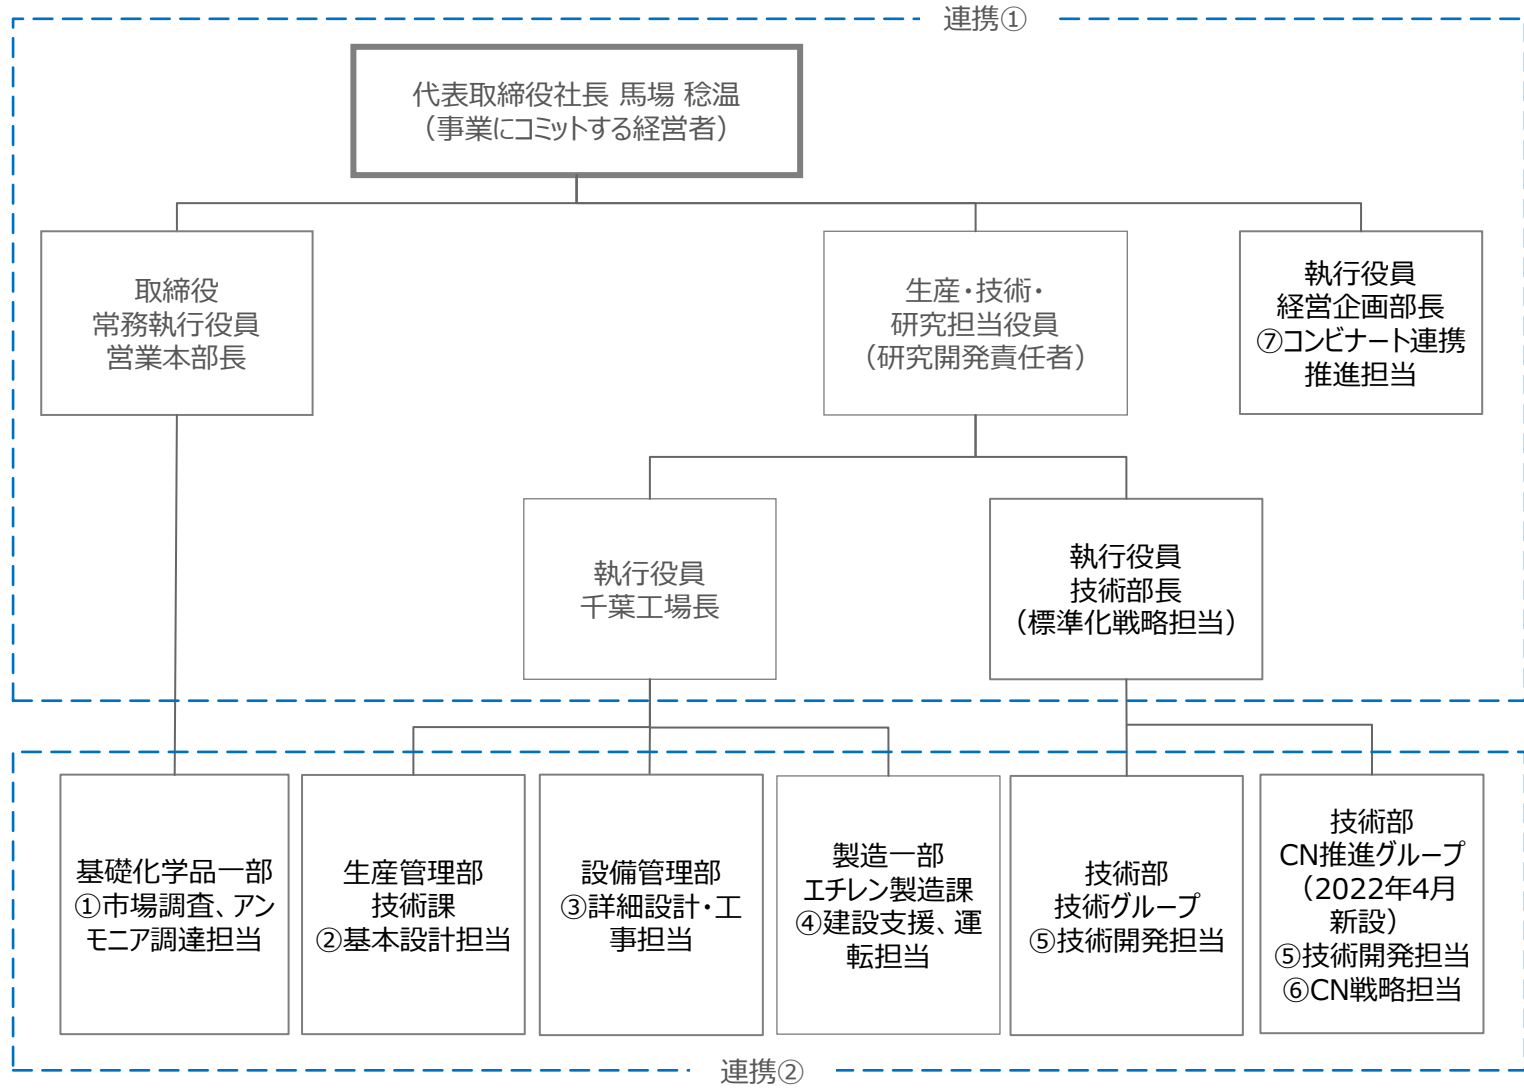 連携①
代表取締役社長 馬場 稔温
（事業にコミットする経営者）
取締役
常務執行役員
営業本部長
生産・技術・
研究担当役員
（研究開発責任者）
執行役員
経営企画部長
⑦コンビナート連携
推進担当
執行役員
千葉工場長
執行役員
技術部長
（標準化戦略担当）
基礎化学品一部
①市場調査、アン
モニア調達担当
生産管理部
技術課
②基本設計担当
設備管理部
③詳細設計・工
事担当
製造一部
エチレン製造課
④建設支援、運
転担当
技術部
技術グループ
⑤技術開発担当
技術部
CN推進グループ
（2022年4月
新設）
⑤技術開発担当
⑥CN戦略担当
連携②